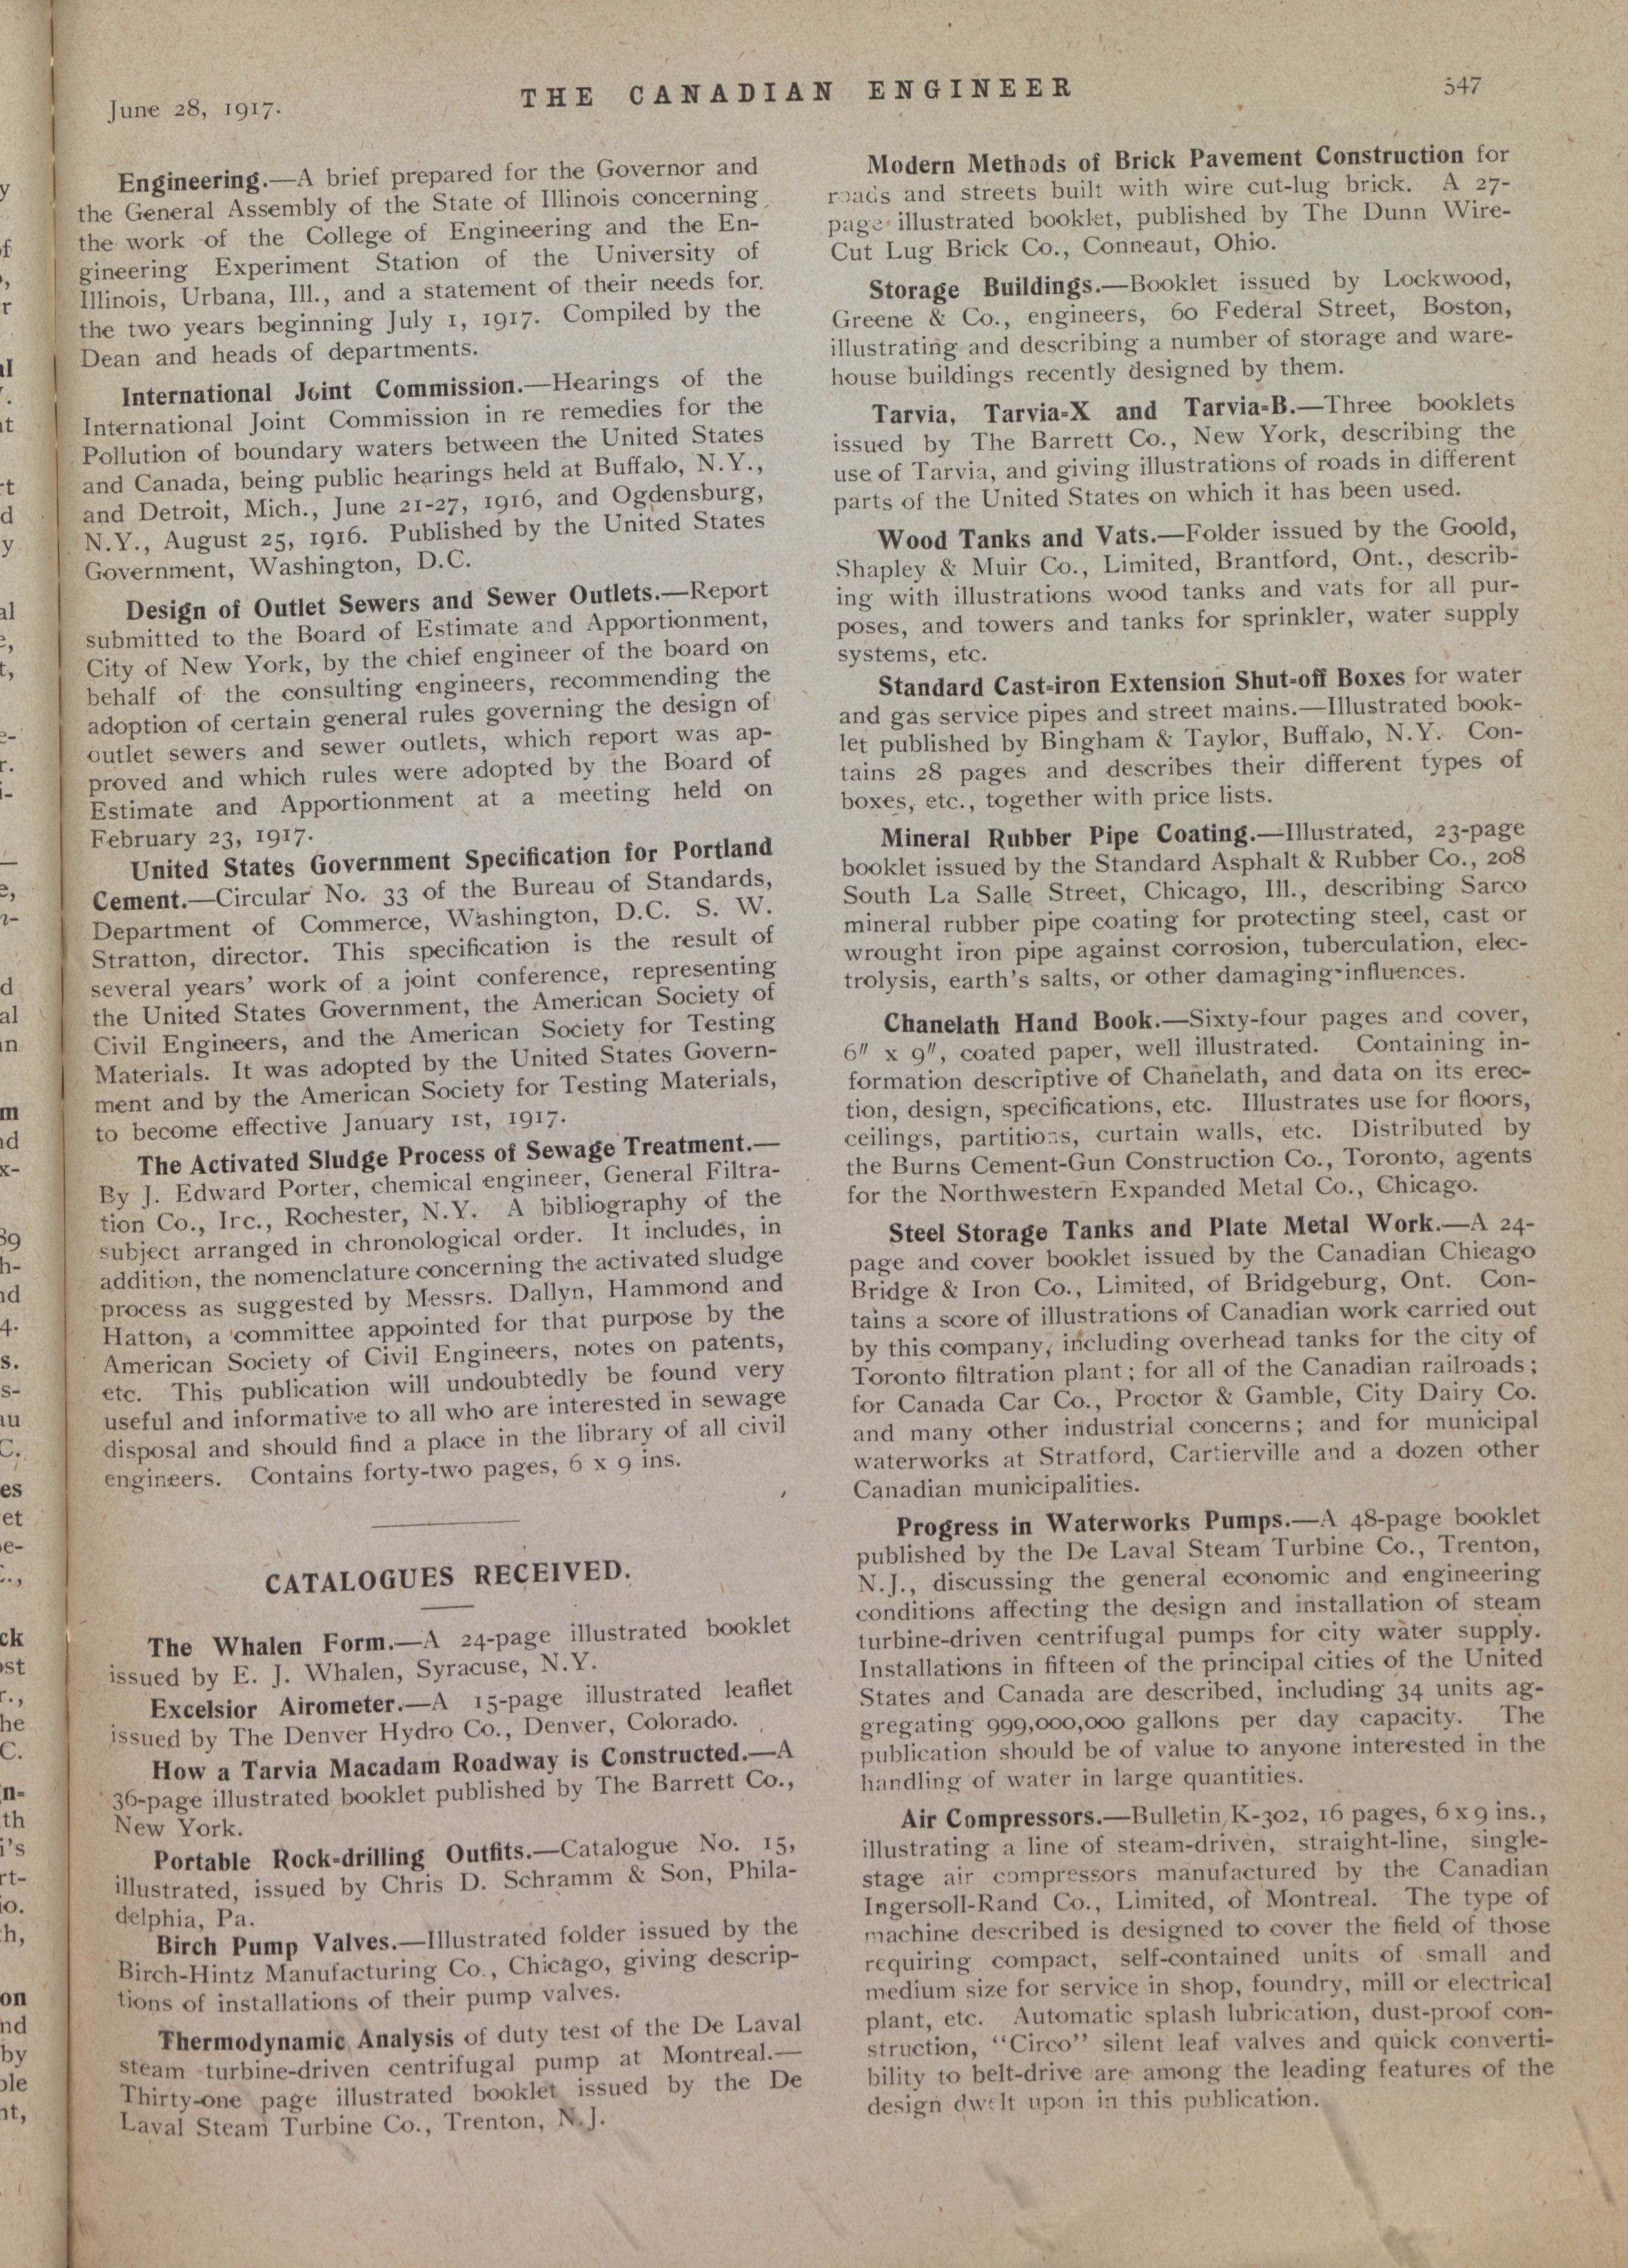 June 28, 1917.
THE CANADIAN ENGINEER
547
Engineering.—A brief prepared for the Governor and
the General Assembly of the State of Illinois concerning
the work of the College of Engineering and the En-
gineering Experiment Station of the University of
Illinois, Urbana, Ill., and a statement of their needs for
the two years beginning July 1, 1917. Compiled by the
Dean and heads of departments.
International Joint Commission.—Hearings of the
International Joint Commission in re remedies for the
Pollution of boundary waters between the United States
and Canada, being public hearings held at Buffalo, N.Y.,
and Detroit, Mich., June 21-27, 1916, and Ogdensburg,
N.Y., August 25, 1916. Published by the United States
Government, Washington, D.C.
Design of Outlet Sewers and Sewer Outlets.—Report
submitted to the Board of Estimate and Apportionment,
City of New York, by the chief engineer of the board on
behalf of the consulting engineers, recommending the
adoption of certain general rules governing the design of
outlet sewers and sewer outlets, which report was ap-
proved and which rules were adopted by the Board of
Estimate and Apportionment at a meeting held on
February 23, 1917.
United States Government Specification for Portland
Cement.—Circular No. 33 of the Bureau of Standards,
Department of Commerce, Washington, D.C. S. W.
Stratton, director. This specification is the result of
several years' work of a joint conference, representing
the United States Government, the American Society of
Civil Engineers, and the American Society for Testing
Materials. It was adopted by the United States Govern-
ment and by the American Society for Testing Materials,
to become effective January 1st, 1917.
The Activated Sludge Process of Sewage Treatment.—
By J. Edward Porter, chemical engineer, General Filtra-
tion Co., Irc., Rochester, N.Y. A bibliography of the
subject arranged in chronological order. It includes, in
addition, the nomenclature concerning the activated sludge
process as suggested by Messrs. Dallyn, Hammond and
Hatton, a committee appointed for that purpose by the
American Society of Civil Engineers, notes on patents,
etc. This publication will undoubtedly be found very
useful and informative to all who are interested in sewage
disposal and should find a place in the library of all civil
engineers. Contains forty-two pages, 6 x 9 ins.
CATALOGUES RECEIVED.
The Whalen Form.—A 24-page illustrated booklet
issued by E. J. Whalen, Syracuse, N.Y.
Excelsior Airometer.—A 15-page illustrated leaflet
issued by The Denver Hydro Co., Denver, Colorado.
How a Tarvia Macadam Roadway is Constructed.—A
36-page illustrated booklet published by The Barrett Co.,
New York.
Portable Rock-drilling Outfits.—Catalogue No. 15,
illustrated, issued by Chris D. Schramm & Son, Phila-
delphia, Pa.
Birch Pump Valves.—Illustrated folder issued by the
Birch-Hintz Manufacturing Co., Chicago, giving descrip-
tions of installations of their pump valves.
Thermodynamic Analysis of duty test of the De Laval
steam turbine-driven centrifugal pump at Montreal.—
Thirty-one page illustrated booklet issued by the De
Laval Steam Turbine Co., Trenton, N.J.
Modern Methods of Brick Pavement Construction for
roads and streets built with wire cut-lug brick. A 27-
page illustrated booklet, published by The Dunn Wire-
Cut Lug Brick Co., Conneaut, Ohio.
Storage Buildings.—Booklet issued by Lockwood,
Greene & Co., engineers, 60 Federal Street, Boston,
illustrating and describing a number of storage and ware-
house buildings recently designed by them.
Tarvia, Tarvia-X and Tarvia-B.—Three booklets
issued by The Barrett Co., New York, describing the
use of Tarvia, and giving illustrations of roads in different
parts of the United States on which it has been used.
Wood Tanks and Vats.—Folder issued by the Goold,
Shapley & Muir Co., Limited, Brantford, Ont., describ-
ing with illustrations wood tanks and vats for all pur-
poses, and towers and tanks for sprinkler, water supply
systems, etc.
Standard Cast-iron Extension Shut-off Boxes for water
and gas service pipes and street mains.—Illustrated book-
let published by Bingham & Taylor, Buffalo, N.Y. Con-
tains 28 pages and describes their different types of
boxes, etc., together with price lists.
Mineral Rubber Pipe Coating.—Illustrated, 23-page
booklet issued by the Standard Asphalt & Rubber Co., 208
South La Salle Street, Chicago, Ill., describing Sarco
mineral rubber pipe coating for protecting steel, cast or
wrought iron pipe against corrosion, tuberculation, elec-
trolysis, earth's salts, or other damaging influences.
Chanelath Hand Book.—Sixty-four pages and cover,
6" x 9", coated paper, well illustrated. Containing in-
formation descriptive of Chanelath, and data on its erec-
tion, design, specifications, etc. Illustrates use for floors,
ceilings, partitions, curtain walls, etc. Distributed by
the Burns Cement-Gun Construction Co., Toronto, agents
for the Northwestern Expanded Metal Co., Chicago.
Steel Storage Tanks and Plate Metal Work.—A 24-
page and cover booklet issued by the Canadian Chicago
Bridge & Iron Co., Limited, of Bridgeburg, Ont. Con-
tains a score of illustrations of Canadian work carried out
by this company, including overhead tanks for the city of
Toronto filtration plant; for all of the Canadian railroads;
for Canada Car Co., Proctor & Gamble, City Dairy Co.
and many other industrial concerns; and for municipal
waterworks at Stratford, Cartierville and a dozen other
Canadian municipalities.
Progress in Waterworks Pumps.—A 48-page booklet
published by the De Laval Steam Turbine Co., Trenton,
N.J., discussing the general economic and engineering
conditions affecting the design and installation of steam
turbine-driven centrifugal pumps for city water supply.
Installations in fifteen of the principal cities of the United
States and Canada are described, including 34 units ag-
gregating 999,000,000 gallons per day capacity. The
publication should be of value to anyone interested in the
handling of water in large quantities.
Air Compressors.—Bulletin K-302, 16 pages, 6 x 9 ins.,
illustrating a line of steam-driven, straight-line, single-
stage air compressors manufactured by the Canadian
Ingersoll-Rand Co., Limited, of Montreal. The type of
machine described is designed to cover the field of those
requiring compact, self-contained units of small and
medium size for service in shop, foundry, mill or electrical
plant, etc. Automatic splash lubrication, dust-proof con-
struction, "Circo" silent leaf valves and quick converti-
bility to belt-drive are among the leading features of the
design dwelt upon in this publication.